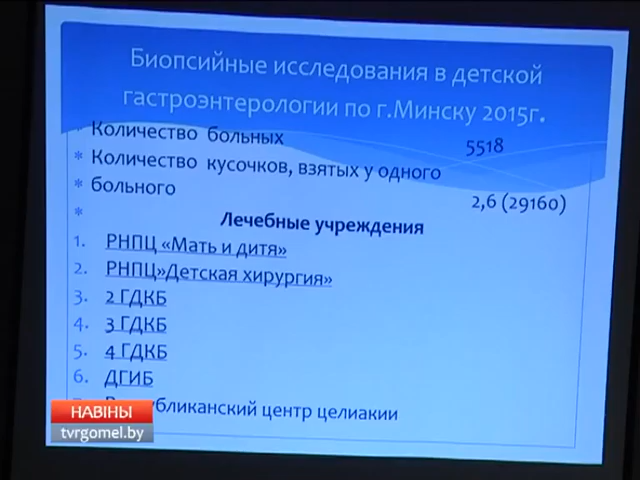 Биопсийные исследования в детской
гастроэнтерологии по г.Минску 2015г.
* Количество больных 5518
* Количество кусочков, взятых у одного
* больного 2,6 (29160)
* Лечебные учреждения
1. РНПЦ «Мать и дитя»
2. РНПЦ»Детская хирургия»
3. 2 ГДКБ
4. 3 ГДКБ
5. 4 ГДКБ
6. ДГИБ
центр целиакии
НАВІНЫ
tvrgomel.by